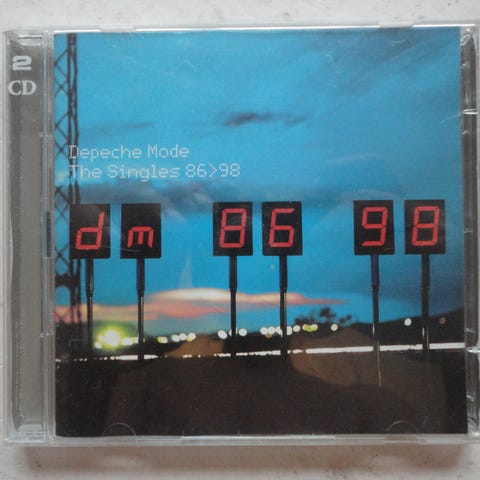 2
CD
Depeche Mode
The Singles 86>98
dm 86 98